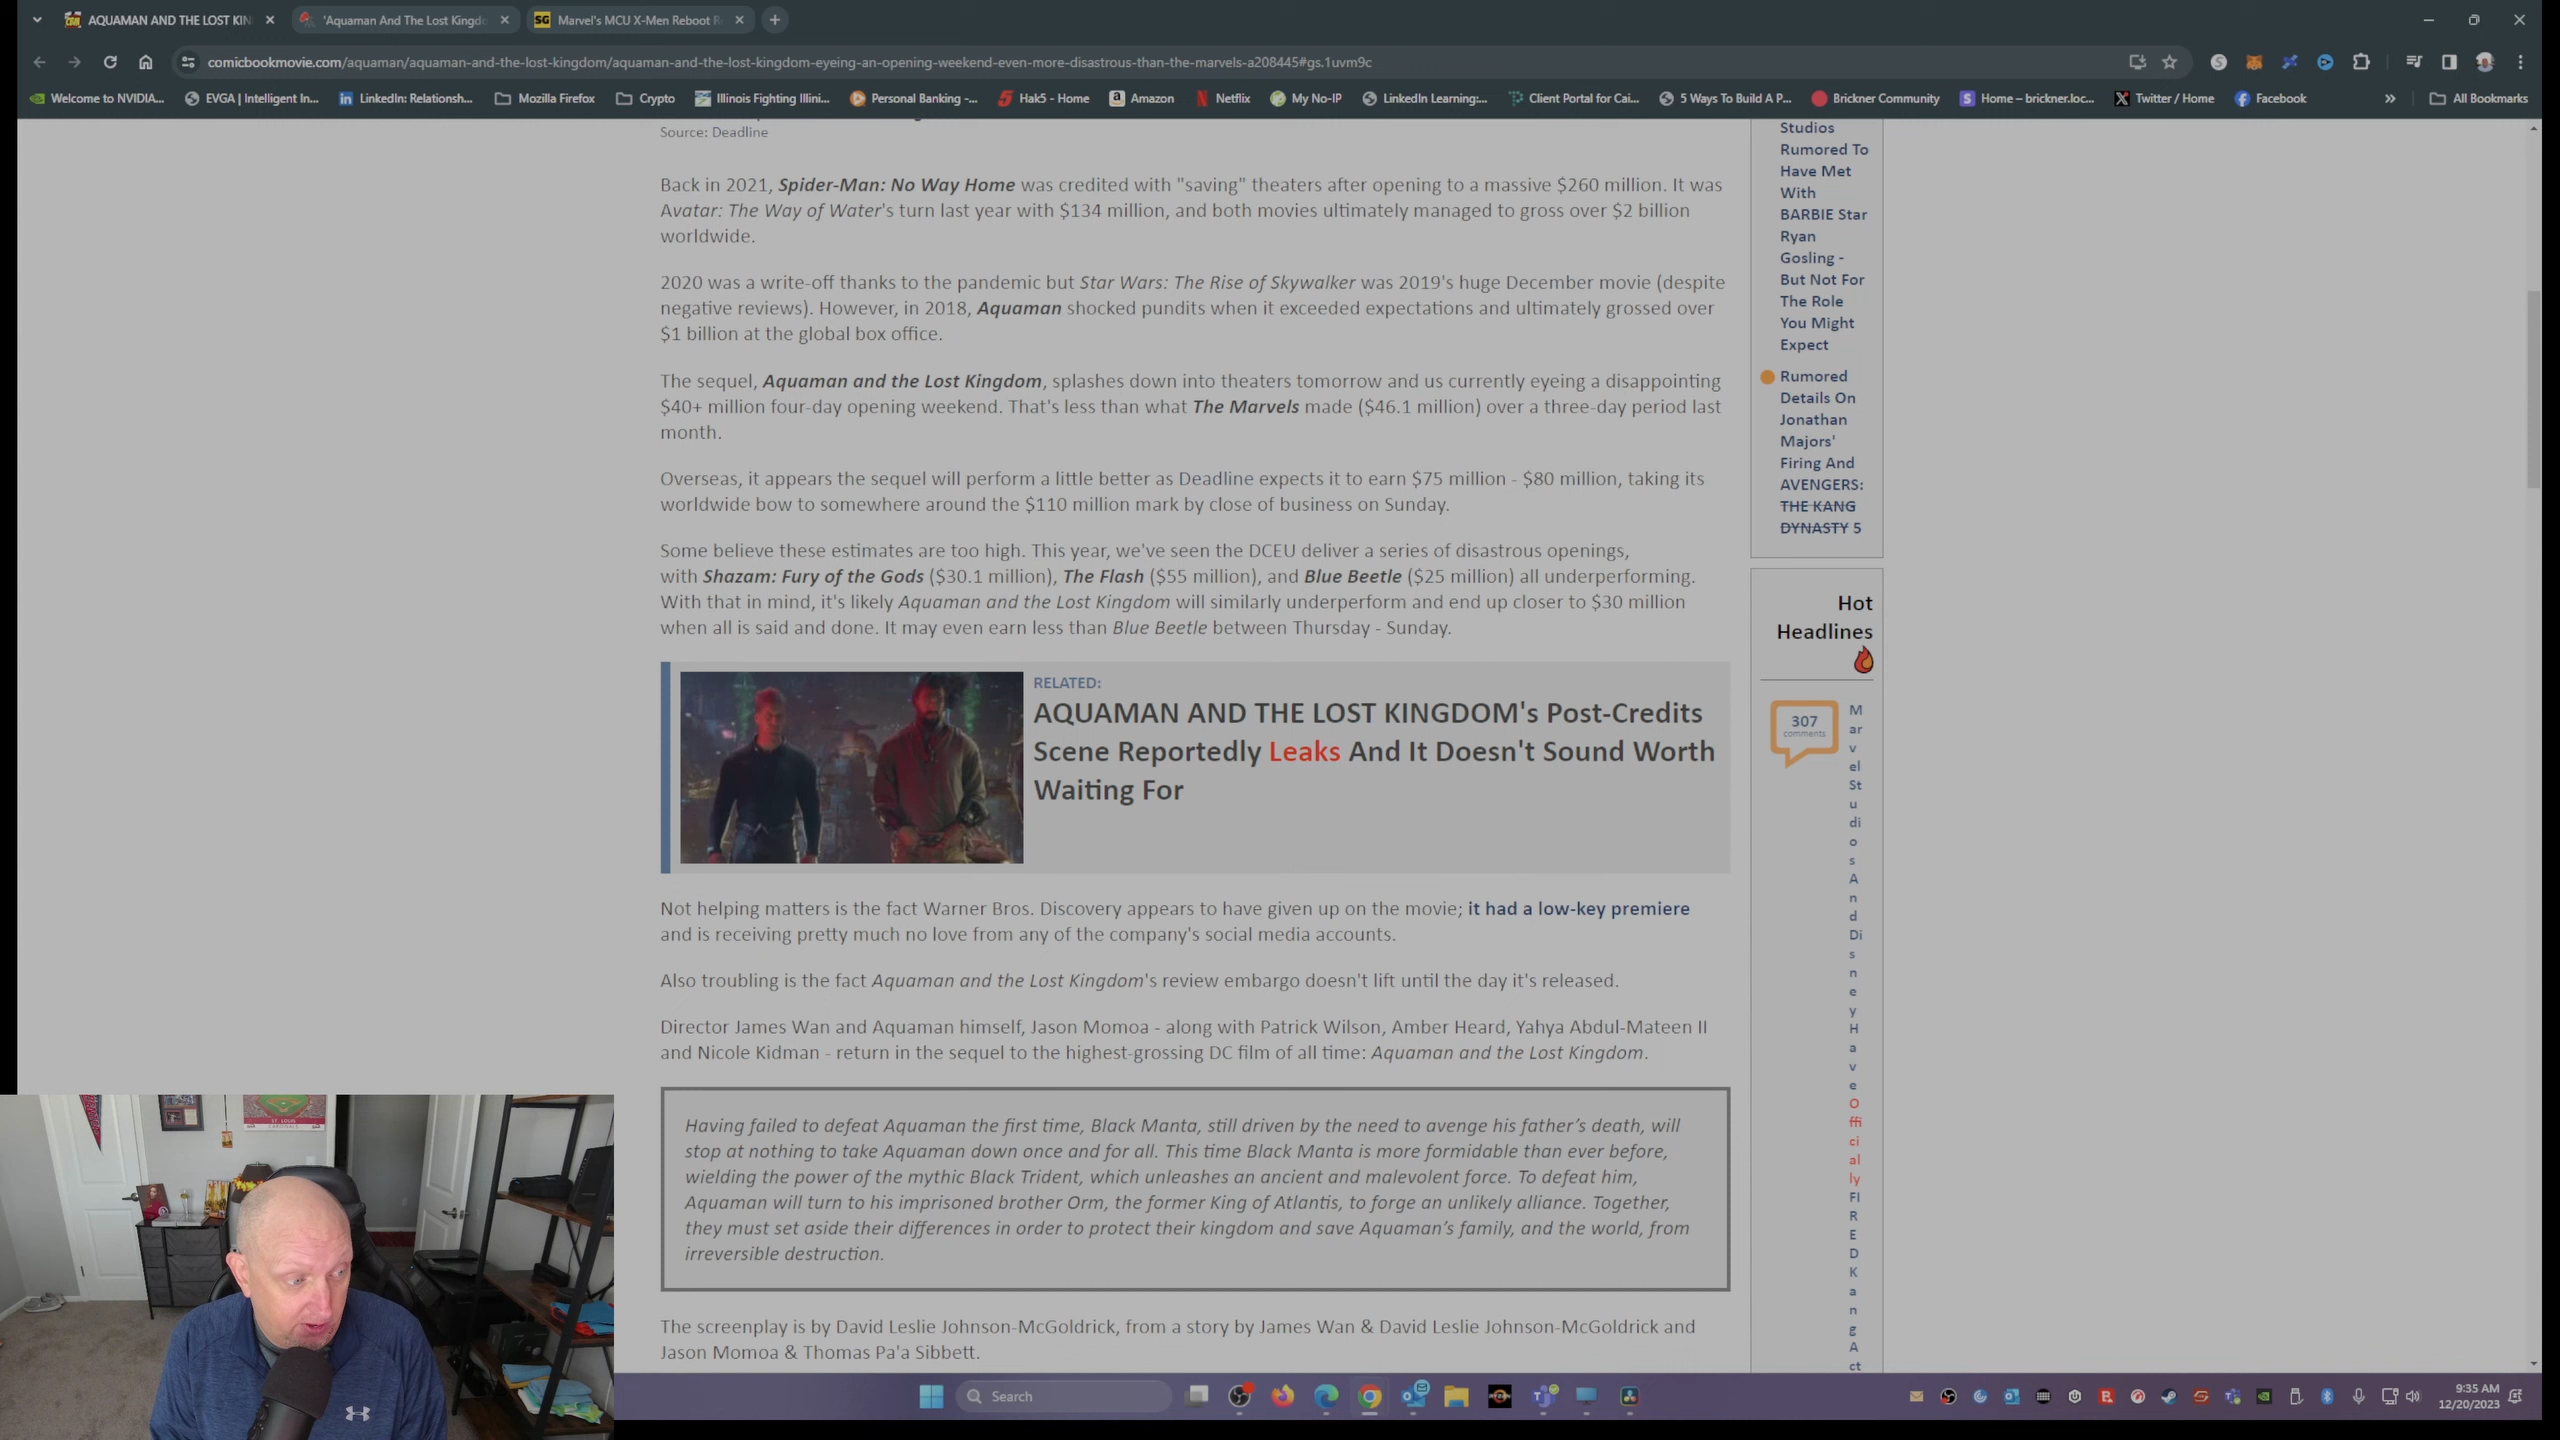 AQUAMAN AND THE LOST KIN
'Aquaman And The Lost Kingdo
SG Marvel's MCU X-Men Reboot R
comicbookmovie.com/aquaman/aquaman-and-the-lost-kingdom/aquaman-and-the-lost-kingdom-eyeing-an-opening-weekend-even-more-disastrous-than-the-marvels-a208445#gs.1uvm9c
Welcome to NVIDIA... EVGA | Intelligent In... LinkedIn: Relationsh... Mozilla Firefox Crypto Illinois Fighting Illini... Personal Banking -... Hak5 - Home Amazon Netflix My No-IP LinkedIn Learning:... Client Portal for Cai... 5 Ways To Build A P... Brickner Community Home – brickner.loc... Twitter / Home Facebook » All Bookmarks
Source: Deadline
Back in 2021, Spider-Man: No Way Home was credited with "saving" theaters after opening to a massive $260 million. It was
Avatar: The Way of Water's turn last year with $134 million, and both movies ultimately managed to gross over $2 billion
worldwide.
2020 was a write-off thanks to the pandemic but Star Wars: The Rise of Skywalker was 2019's huge December movie (despite
negative reviews). However, in 2018, Aquaman shocked pundits when it exceeded expectations and ultimately grossed over
$1 billion at the global box office.
The sequel, Aquaman and the Lost Kingdom, splashes down into theaters tomorrow and us currently eyeing a disappointing
$40+ million four-day opening weekend. That's less than what The Marvels made ($46.1 million) over a three-day period last
month.
Overseas, it appears the sequel will perform a little better as Deadline expects it to earn $75 million - $80 million, taking its
worldwide bow to somewhere around the $110 million mark by close of business on Sunday.
Some believe these estimates are too high. This year, we've seen the DCEU deliver a series of disastrous openings,
with Shazam: Fury of the Gods ($30.1 million), The Flash ($55 million), and Blue Beetle ($25 million) all underperforming.
With that in mind, it's likely Aquaman and the Lost Kingdom will similarly underperform and end up closer to $30 million
when all is said and done. It may even earn less than Blue Beetle between Thursday - Sunday.
RELATED:
AQUAMAN AND THE LOST KINGDOM's Post-Credits
Scene Reportedly Leaks And It Doesn't Sound Worth
Waiting For
Not helping matters is the fact Warner Bros. Discovery appears to have given up on the movie; it had a low-key premiere
and is receiving pretty much no love from any of the company's social media accounts.
Also troubling is the fact Aquaman and the Lost Kingdom's review embargo doesn't lift until the day it's released.
Director James Wan and Aquaman himself, Jason Momoa - along with Patrick Wilson, Amber Heard, Yahya Abdul-Mateen II
and Nicole Kidman - return in the sequel to the highest-grossing DC film of all time: Aquaman and the Lost Kingdom.
Having failed to defeat Aquaman the first time, Black Manta, still driven by the need to avenge his father’s death, will
stop at nothing to take Aquaman down once and for all. This time Black Manta is more formidable than ever before,
wielding the power of the mythic Black Trident, which unleashes an ancient and malevolent force. To defeat him,
Aquaman will turn to his imprisoned brother Orm, the former King of Atlantis, to forge an unlikely alliance. Together,
they must set aside their differences in order to protect their kingdom and save Aquaman’s family, and the world, from
irreversible destruction.
The screenplay is by David Leslie Johnson-McGoldrick, from a story by James Wan & David Leslie Johnson-McGoldrick and
Jason Momoa & Thomas Pa'a Sibbett.
Studios
Rumored To
Have Met
With
BARBIE Star
Ryan
Gosling -
But Not For
The Role
You Might
Expect
Rumored
Details On
Jonathan
Majors'
Firing And
AVENGERS:
THE KANG
DYNASTY 5
Hot
Headlines
307
comments
M
ar
v
el
St
u
di
o
s
A
n
d
Di
s
n
e
y
H
a
v
e
O
ffi
ci
al
ly
FI
R
E
D
K
a
n
g
A
ct
ST. LOUIS
CARDINALS
Search
9:35 AM
12/20/2023